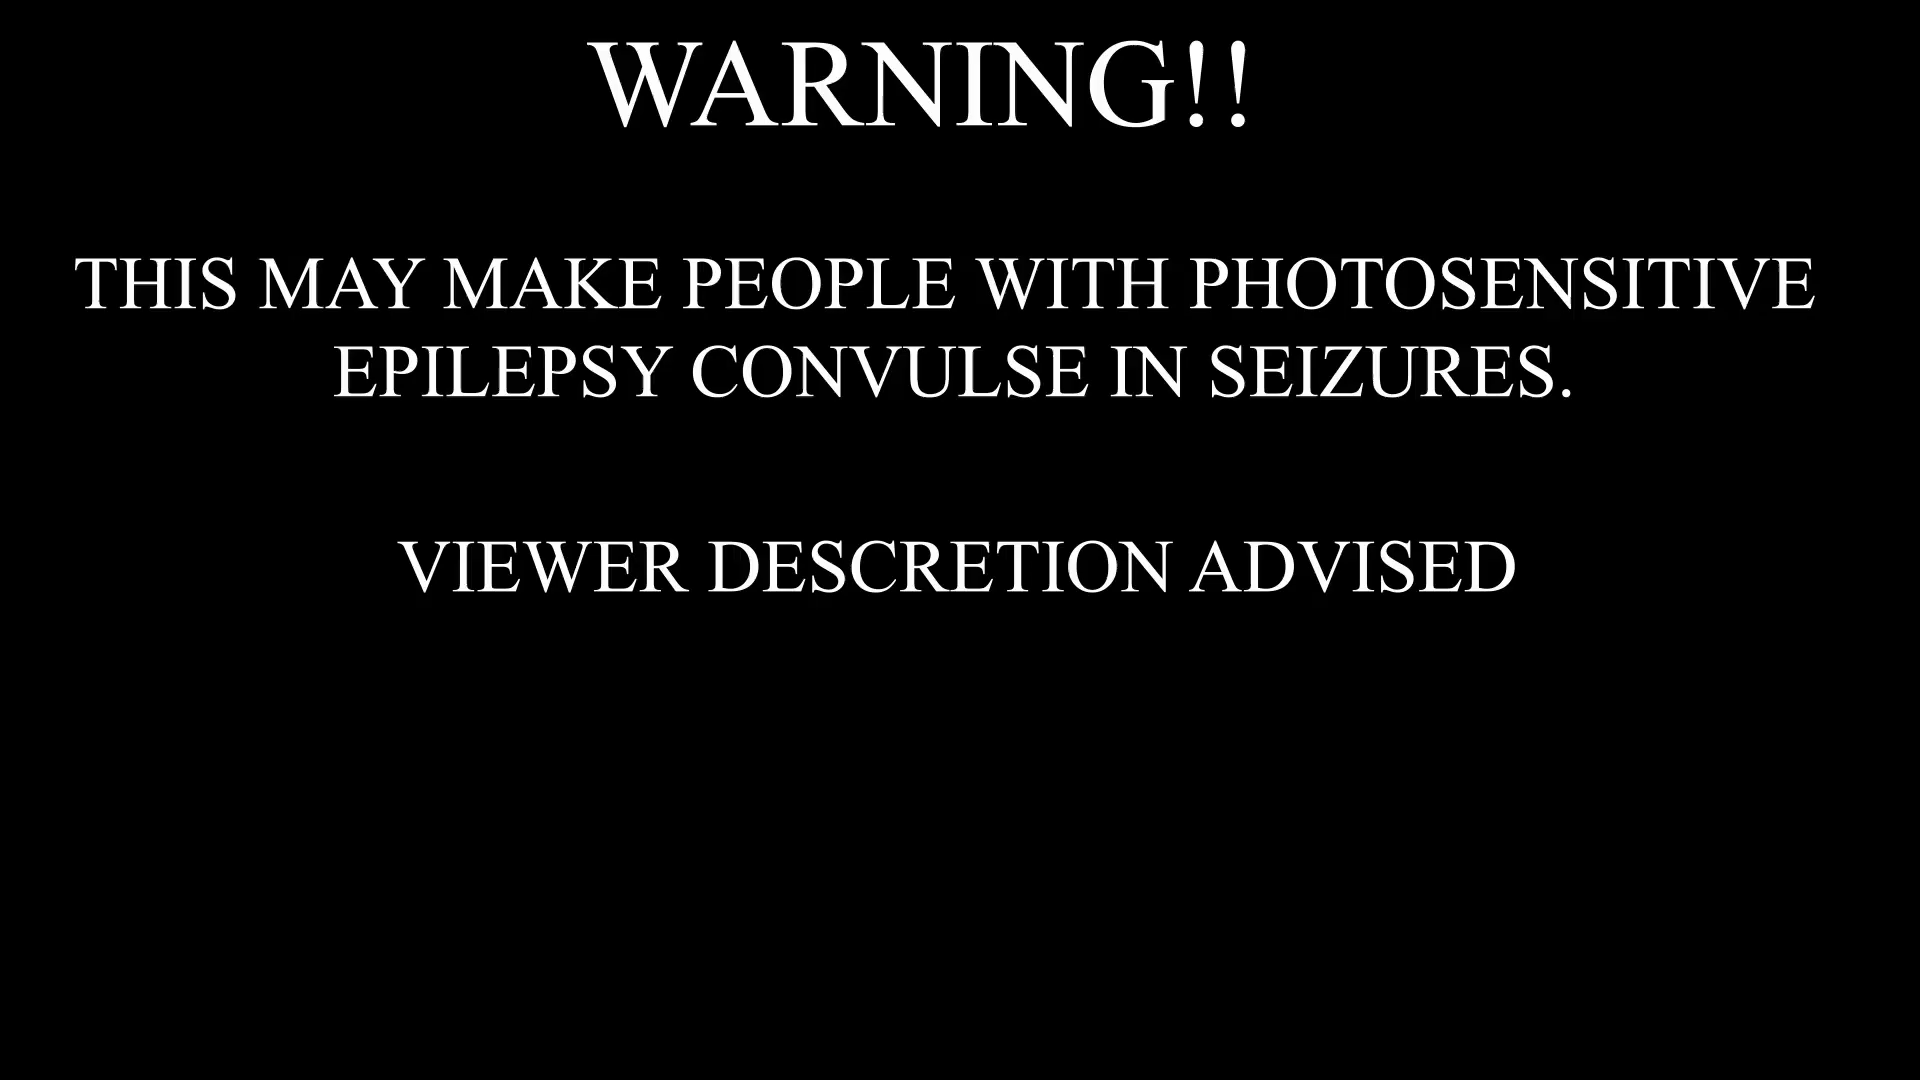 WARNING!!
THIS MAY MAKE PEOPLE WITH PHOTOSENSITIVE
EPILEPSY CONVULSE IN SEIZURES.
VIEWER DESCRETION ADVISED